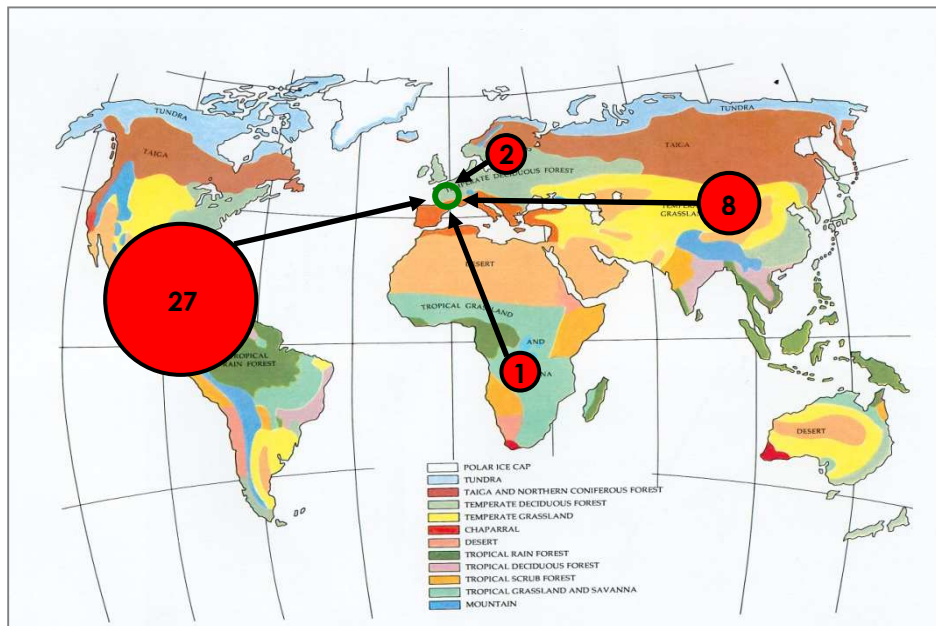 TUNDRA
TUNDRA
TAIGA
TAIGA
2
DECIDUOUS FOREST
8
GRASSLAND
27
DESERT
TROPICAL GRASSLAND
AND
1
TROPICAL
RAIN FOREST
DESERT
POLAR ICE CAP
TUNDRA
TAIGA AND NORTHERN CONIFEROUS FOREST
TEMPERATE DECIDUOUS FOREST
TEMPERATE GRASSLAND
CHAPARRAL
DESERT
TROPICAL RAIN FOREST
TROPICAL DECIDUOUS FOREST
TROPICAL SCRUB FOREST
TROPICAL GRASSLAND AND SAVANNA
MOUNTAIN